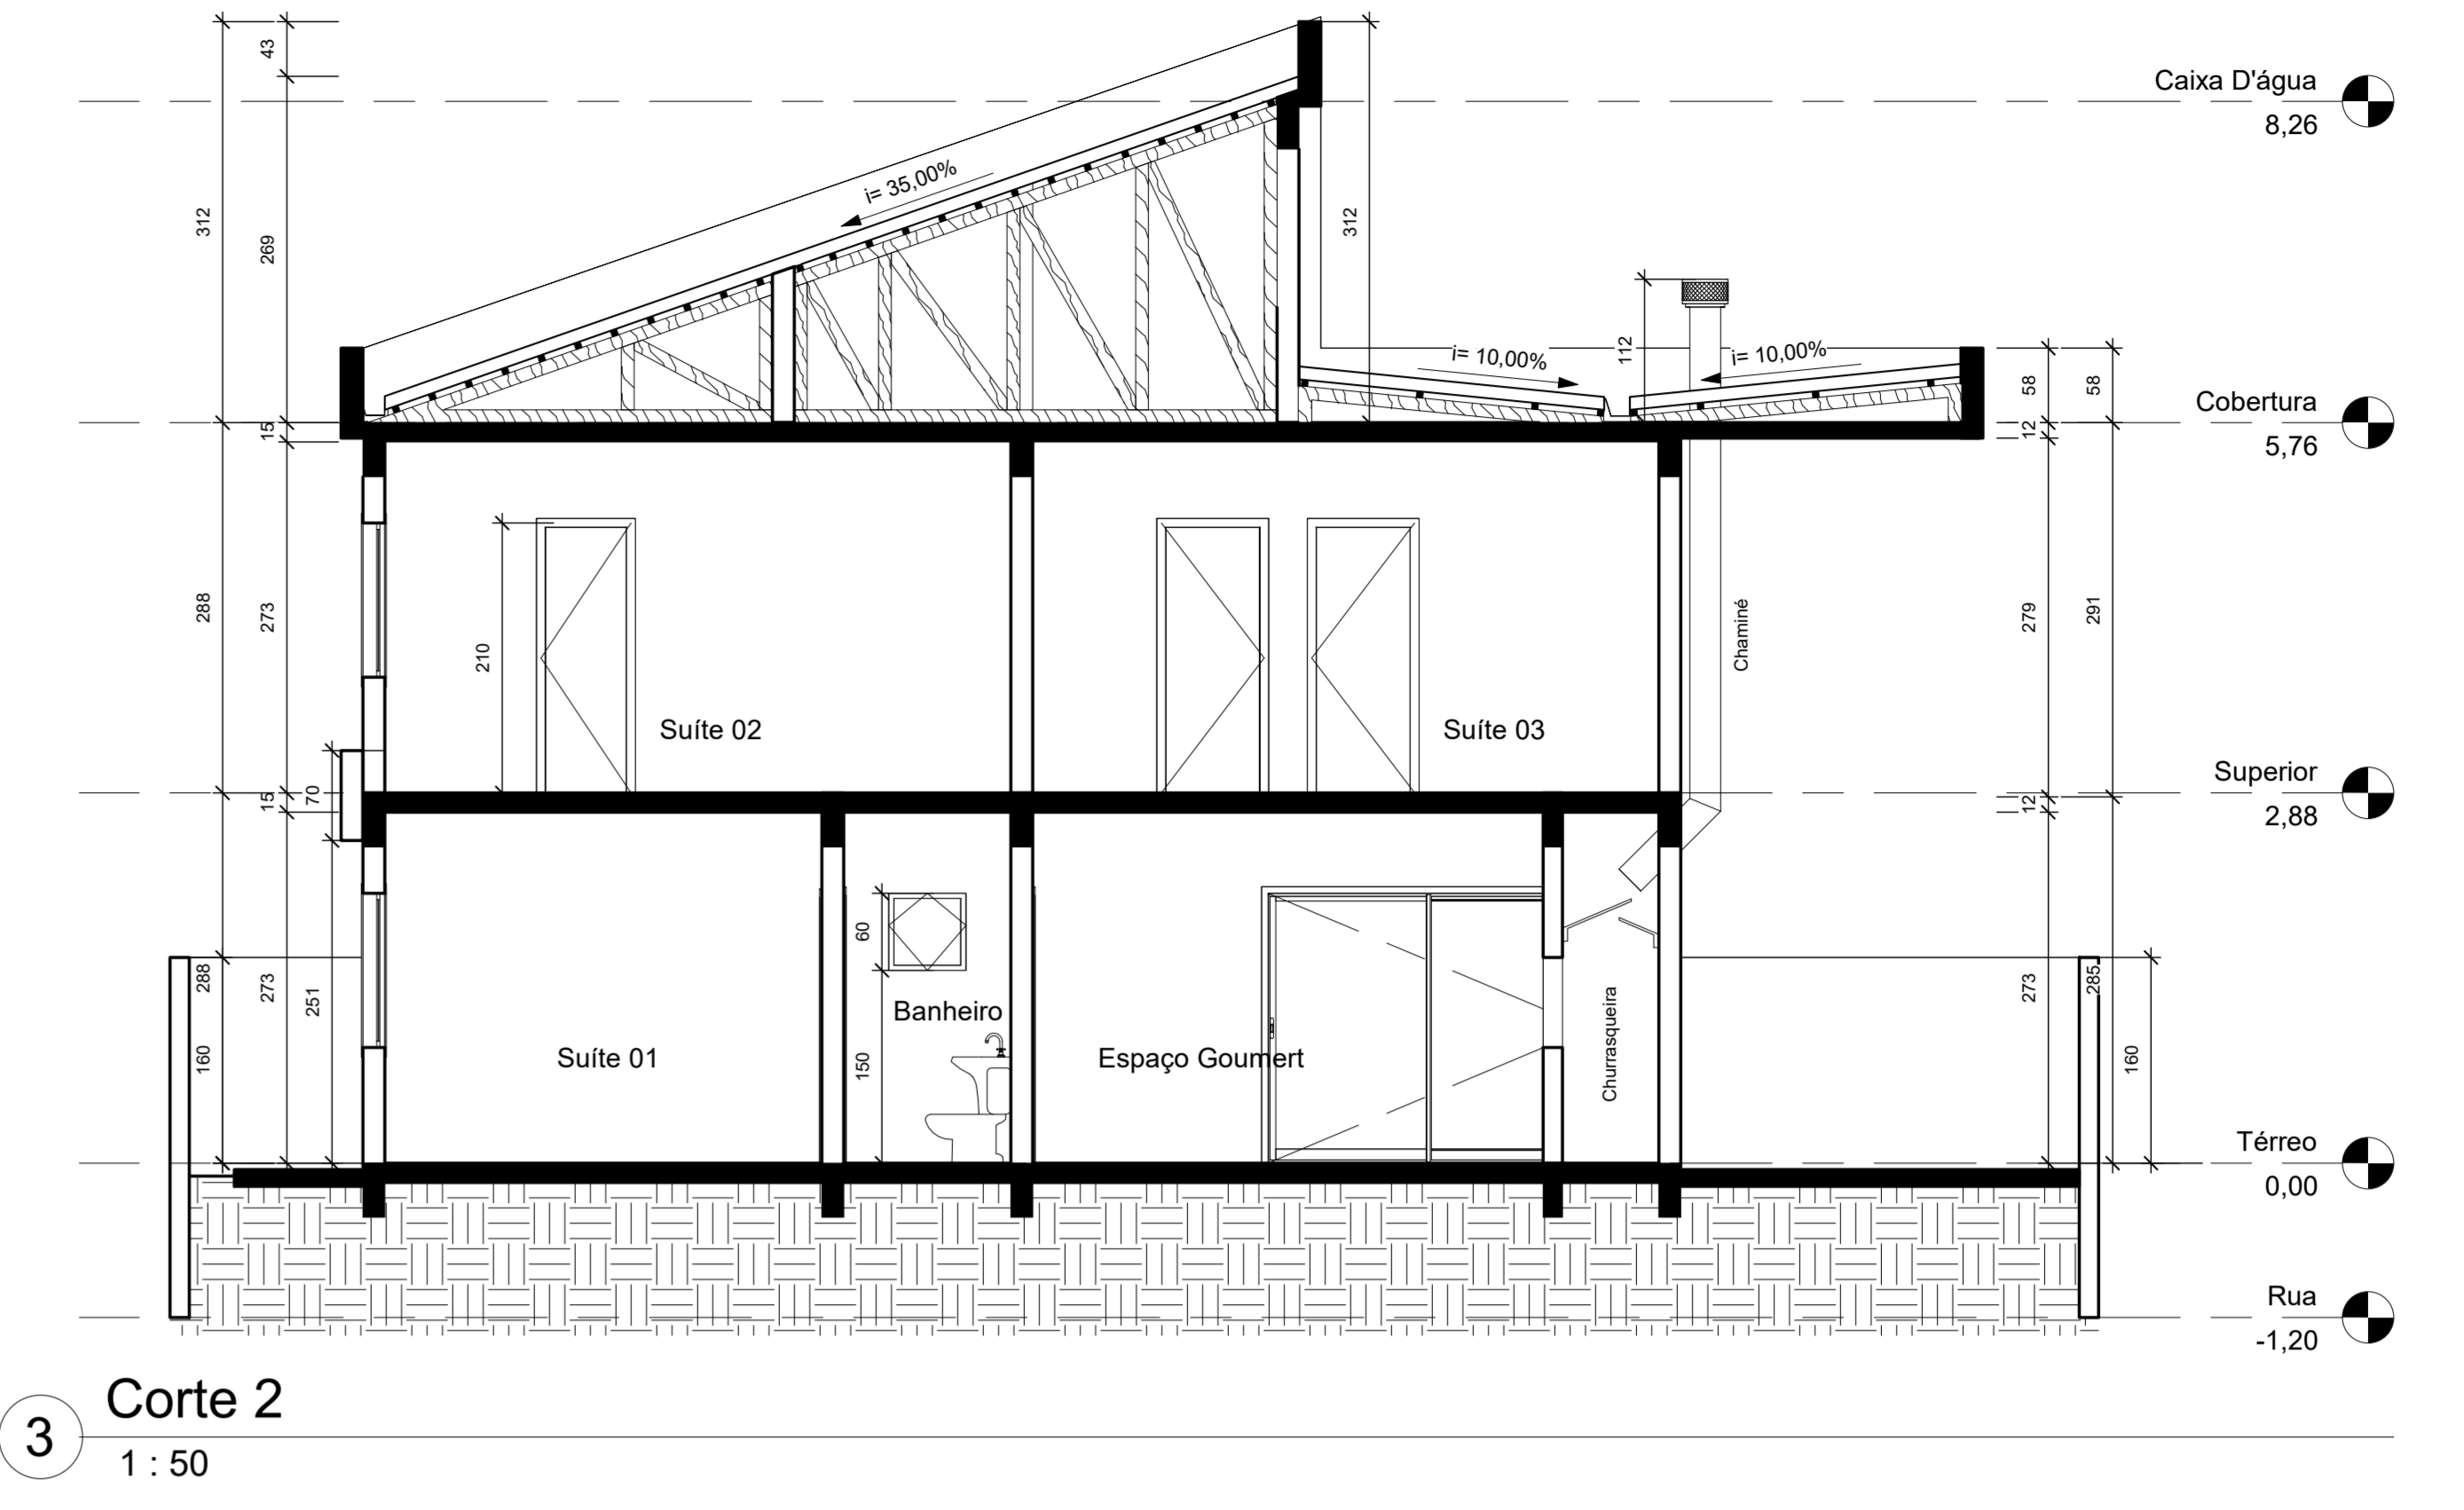 43
Caixa D'água
8,26
i= 35,00%
312
269
312
112
i= 10,00%
i= 10,00%
58
58
Cobertura
5,76
15
12
288
273
210
Chaminé
279
291
Suíte 02
Suíte 03
15
70
12
Superior
2,88
60
288
273
251
Banheiro
273
285
160
150
Suíte 01
Espaço Goumert
Churrasqueira
160
Térreo
0,00
Rua
-1,20
3
Corte 2
1 : 50